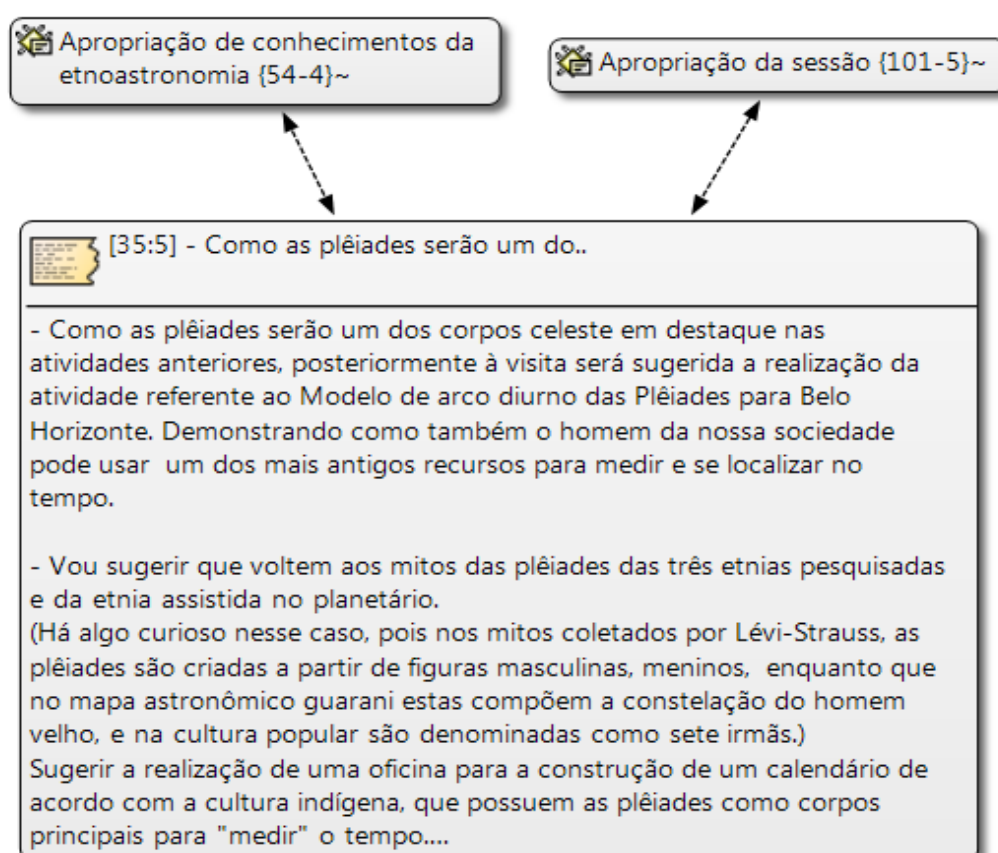 Apropriação de conhecimentos da
etnoastronomia {54-4}~
Apropriação da sessão {101-5}~
[35:5] - Como as plêiades serão um do..
- Como as plêiades serão um dos corpos celeste em destaque nas
atividades anteriores, posteriormente à visita será sugerida a realização da
atividade referente ao Modelo de arco diurno das Plêiades para Belo
Horizonte. Demonstrando como também o homem da nossa sociedade
pode usar  um dos mais antigos recursos para medir e se localizar no
tempo.
- Vou sugerir que voltem aos mitos das plêiades das três etnias pesquisadas
e da etnia assistida no planetário.
(Há algo curioso nesse caso, pois nos mitos coletados por Lévi-Strauss, as
plêiades são criadas a partir de figuras masculinas, meninos,  enquanto que
no mapa astronômico guarani estas compõem a constelação do homem
velho, e na cultura popular são denominadas como sete irmãs.)
Sugerir a realização de uma oficina para a construção de um calendário de
acordo com a cultura indígena, que possuem as plêiades como corpos
principais para "medir" o tempo....